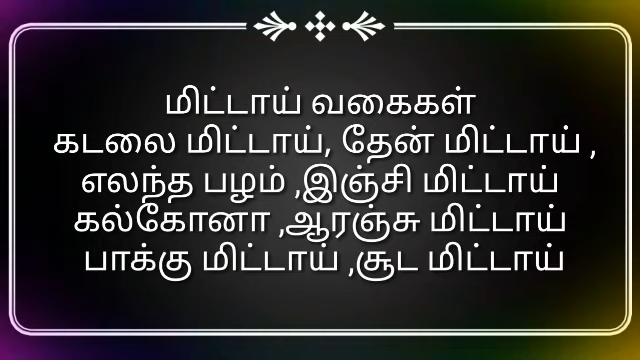 மிட்டாய் வகைகள்
கடலை மிட்டாய், தேன் மிட்டாய் ,
எலந்த பழம் ,இஞ்சி மிட்டாய்
கல்கோனா ,ஆரஞ்சு மிட்டாய்
பாக்கு மிட்டாய் ,சூட மிட்டாய்